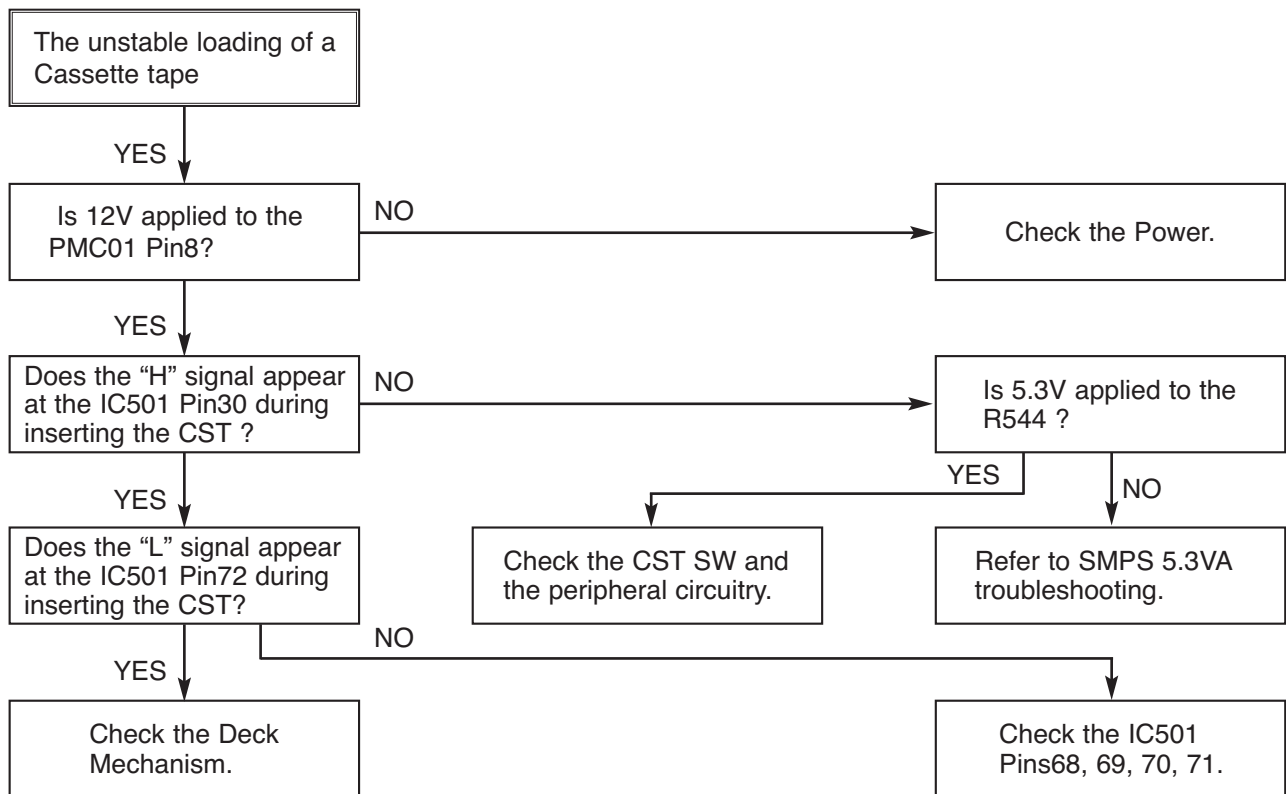 The unstable loading of a
Cassette tape
YES
Is 12V applied to the
PMC01 Pin8?
NO
Check the Power.
YES
Does the “H” signal appear
at the IC501 Pin30 during
inserting the CST ?
NO
Is 5.3V applied to the
R544 ?
YES
NO
YES
Does the “L” signal appear
at the IC501 Pin72 during
inserting the CST?
Check the CST SW and
the peripheral circuitry.
Refer to SMPS 5.3VA
troubleshooting.
NO
YES
Check the Deck
Mechanism.
Check the IC501
Pins68, 69, 70, 71.